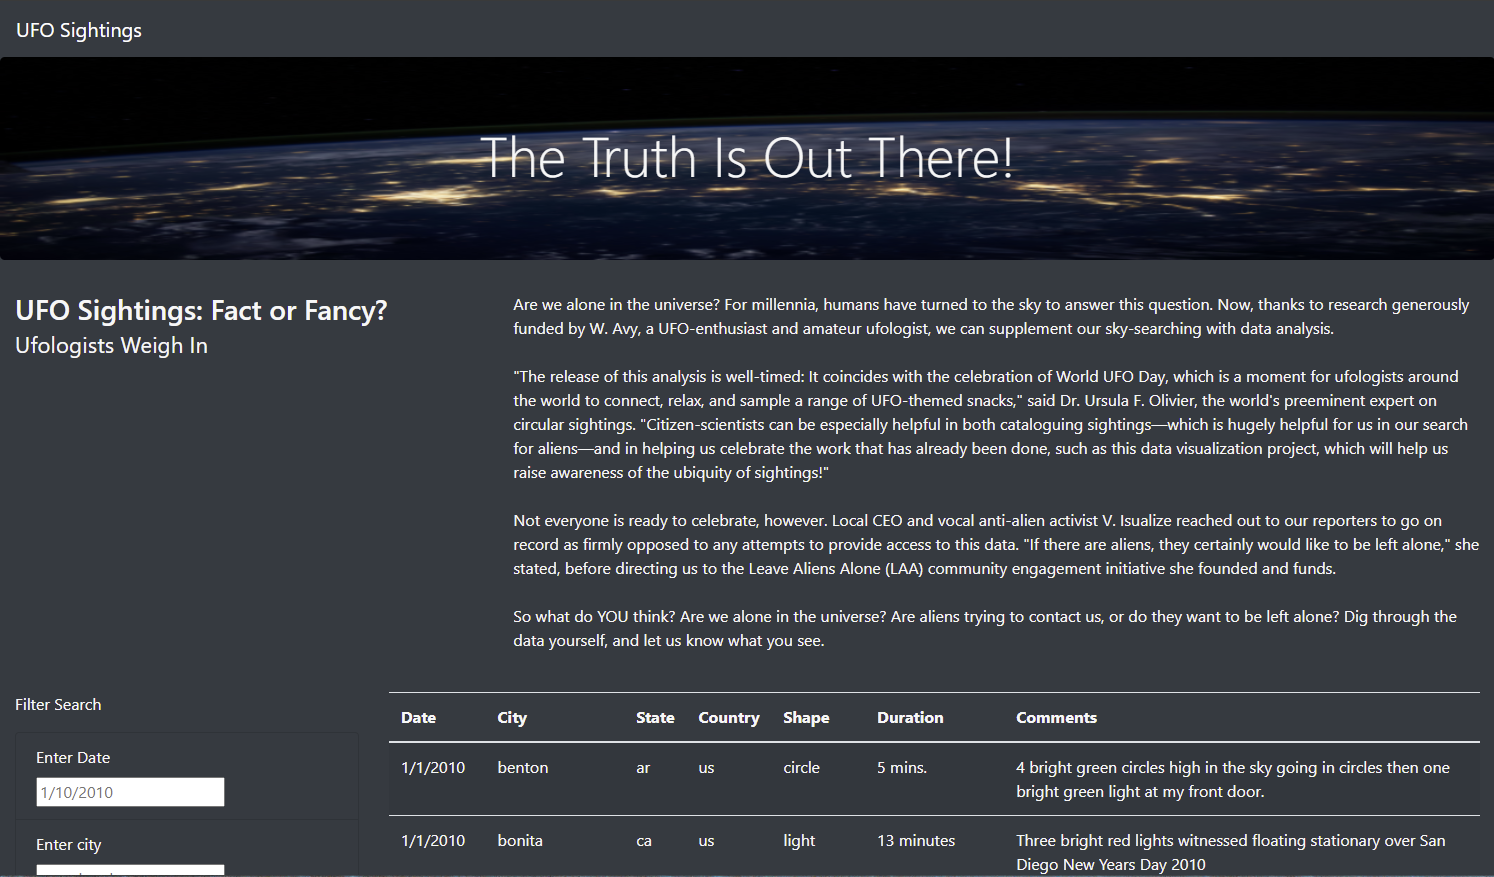 UFO Sightings
The Truth Is Out There!
UFO Sightings: Fact or Fancy?
Ufologists Weigh In
Are we alone in the universe? For millennia, humans have turned to the sky to answer this question. Now, thanks to research generously
funded by W. Avy, a UFO-enthusiast and amateur ufologist, we can supplement our sky-searching with data analysis.
"The release of this analysis is well-timed: It coincides with the celebration of World UFO Day, which is a moment for ufologists around
the world to connect, relax, and sample a range of UFO-themed snacks," said Dr. Ursula F. Olivier, the world's preeminent expert on
circular sightings. "Citizen-scientists can be especially helpful in both cataloguing sightings—which is hugely helpful for us in our search
for aliens—and in helping us celebrate the work that has already been done, such as this data visualization project, which will help us
raise awareness of the ubiquity of sightings!"
Not everyone is ready to celebrate, however. Local CEO and vocal anti-alien activist V. Isualize reached out to our reporters to go on
record as firmly opposed to any attempts to provide access to this data. "If there are aliens, they certainly would like to be left alone," she
stated, before directing us to the Leave Aliens Alone (LAA) community engagement initiative she founded and funds.
So what do YOU think? Are we alone in the universe? Are aliens trying to contact us, or do they want to be left alone? Dig through the
data yourself, and let us know what you see.
Filter Search
Enter Date
1/10/2010
Enter city
Date City State Country Shape Duration Comments
1/1/2010 benton ar us circle 5 mins. 4 bright green circles high in the sky going in circles then one
bright green light at my front door.
1/1/2010 bonita ca us light 13 minutes Three bright red lights witnessed floating stationary over San
Diego New Years Day 2010